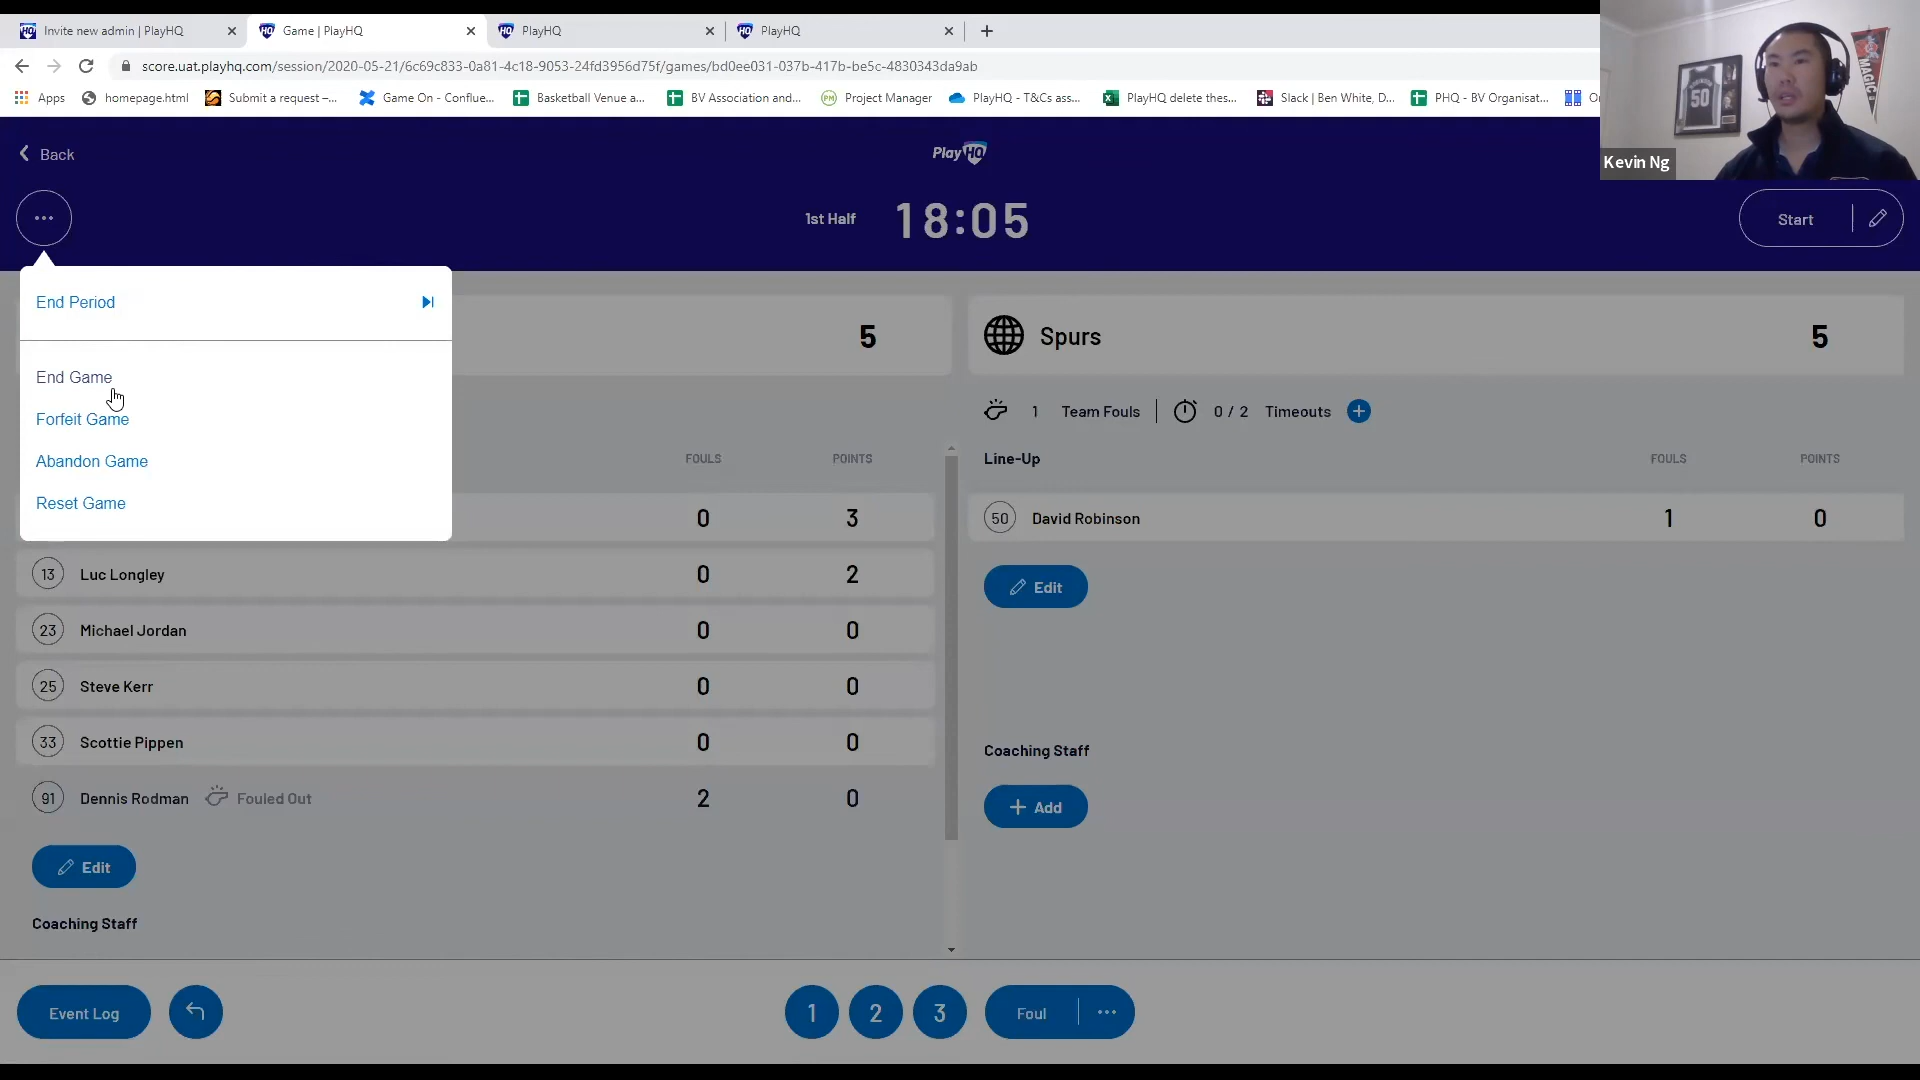 Invite new admin | PlayHQ
Game | PlayHQ
PlayHQ
PlayHQ
score.uat.playhq.com/session/2020-05-21/6c69c833-0a81-4c18-9053-24fd3956d75f/games/bd0ee031-037b-417b-be5c-4830343da9ab
Apps
homepage.html
Submit a request –...
Game On - Conflue...
Basketball Venue a...
BV Association and...
Project Manager
PlayHQ - T&Cs ass...
PlayHQ delete thes...
Slack | Ben White, D...
PHQ - BV Organisat...
50
MAGIC
Kevin Ng
Back
Play HQ
1st Half
18:05
Start
End Period
End Game
Forfeit Game
Abandon Game
Reset Game
5
Spurs
5
1 Team Fouls
0 / 2 Timeouts
FOULS
POINTS
Line-Up
FOULS
POINTS
0
3
50 David Robinson 1 0
13 Luc Longley 0 2
Edit
23 Michael Jordan 0 0
25 Steve Kerr 0 0
33 Scottie Pippen 0 0
Coaching Staff
91 Dennis Rodman Fouled Out 2 0
Add
Edit
Coaching Staff
Event Log
1
2
3
Foul